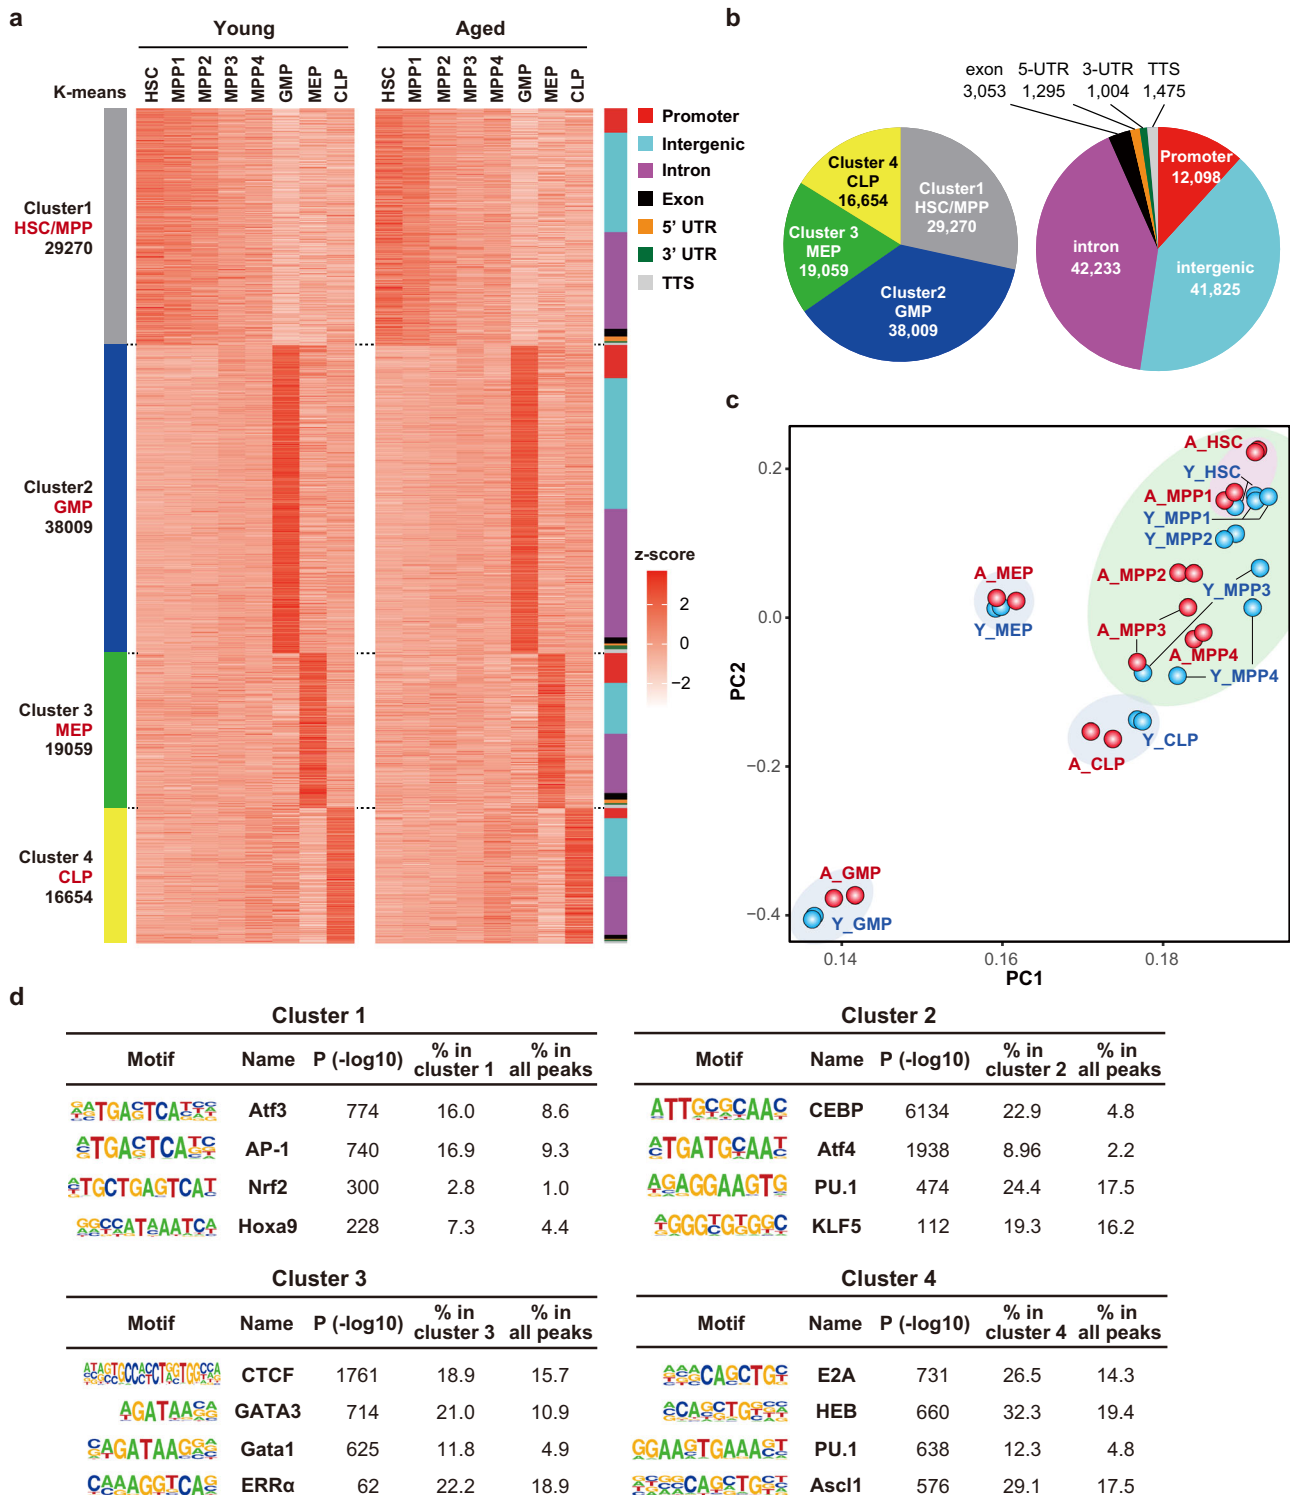 a
Young
Aged
K-means
HSC
MPP1
MPP2
MPP3
MPP4
GMP
MEP
CLP
HSC
MPP1
MPP2
MPP3
MPP4
GMP
MEP
CLP
Cluster1
HSC/MPP
29270
Cluster2
GMP
38009
Cluster 3
MEP
19059
Cluster 4
CLP
16654
Promoter
Intergenic
Intron
Exon
5' UTR
3' UTR
TTS
z-score
2
0
−2
b
Cluster 4
CLP
16,654
Cluster1
HSC/MPP
29,270
Cluster 3
MEP
19,059
Cluster2
GMP
38,009
exon 5-UTR 3-UTR TTS
3,053 1,295 1,004 1,475
Promoter
12,098
intron
42,233
intergenic
41,825
c
PC2
0.2
0.0
−0.2
−0.4
A_HSC
Y_HSC
A_MPP1
Y_MPP1
Y_MPP2
A_MPP2
Y_MPP3
A_MPP3
A_MPP4
Y_MPP4
A_MEP
Y_MEP
Y_CLP
A_CLP
A_GMP
Y_GMP
0.14 0.16 0.18
PC1
d
Cluster 1
Motif Name P (-log10) % in cluster 1 % in all peaks
Atf3 774 16.0 8.6
AP-1 740 16.9 9.3
Nrf2 300 2.8 1.0
Hoxa9 228 7.3 4.4
Cluster 2
Motif Name P (-log10) % in cluster 2 % in all peaks
CEBP 6134 22.9 4.8
Atf4 1938 8.96 2.2
PU.1 474 24.4 17.5
KLF5 112 19.3 16.2
Cluster 3
Motif Name P (-log10) % in cluster 3 % in all peaks
CTCF 1761 18.9 15.7
GATA3 714 21.0 10.9
Gata1 625 11.8 4.9
ERRα 62 22.2 18.9
Cluster 4
Motif Name P (-log10) % in cluster 4 % in all peaks
E2A 731 26.5 14.3
HEB 660 32.3 19.4
PU.1 638 12.3 4.8
Ascl1 576 29.1 17.5